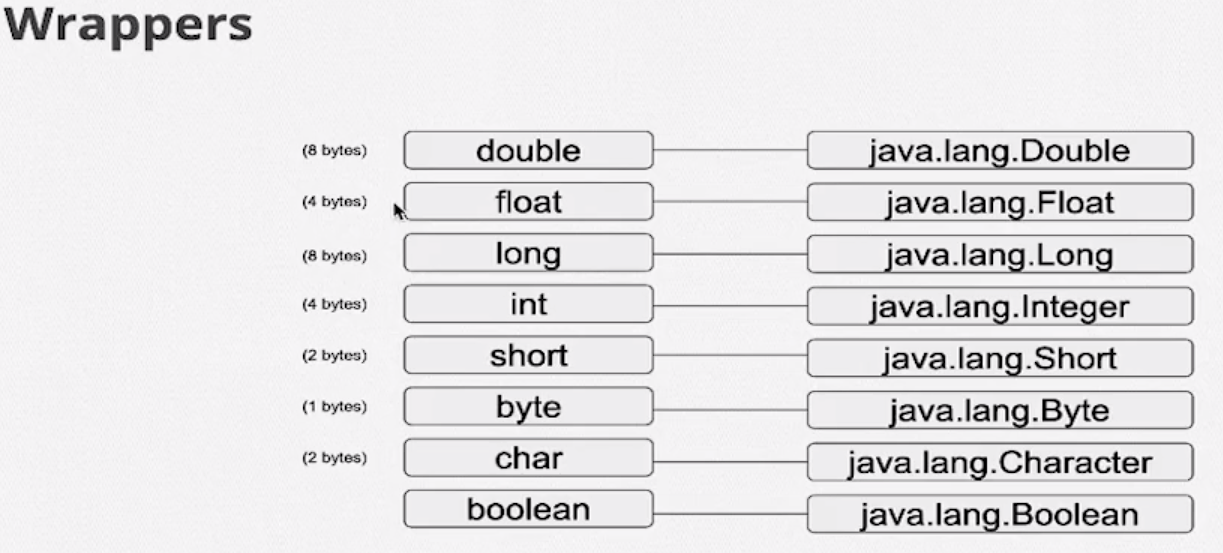 Wrappers
(8 bytes) double java.lang.Double
(4 bytes) float java.lang.Float
(8 bytes) long java.lang.Long
(4 bytes) int java.lang.Integer
(2 bytes) short java.lang.Short
(1 bytes) byte java.lang.Byte
(2 bytes) char java.lang.Character
boolean java.lang.Boolean